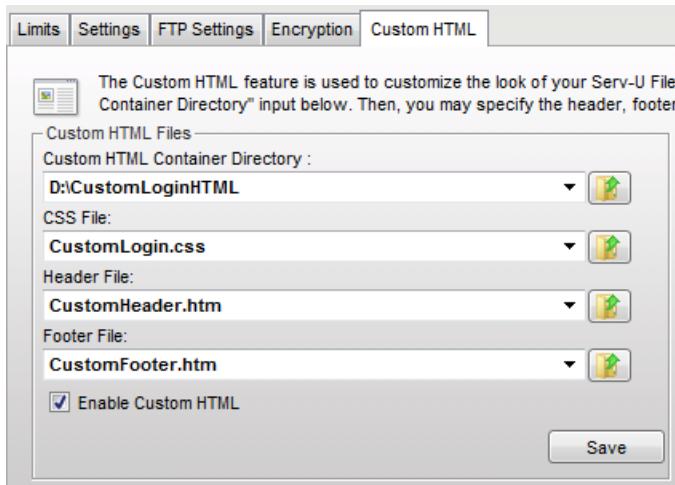 Limits Settings FTP Settings Encryption Custom HTML
The Custom HTML feature is used to customize the look of your Serv-U File
Container Directory" input below. Then, you may specify the header, footer
Custom HTML Files
Custom HTML Container Directory :
D:\CustomLoginHTML
CSS File:
CustomLogin.css
Header File:
CustomHeader.htm
Footer File:
CustomFooter.htm
Enable Custom HTML
Save